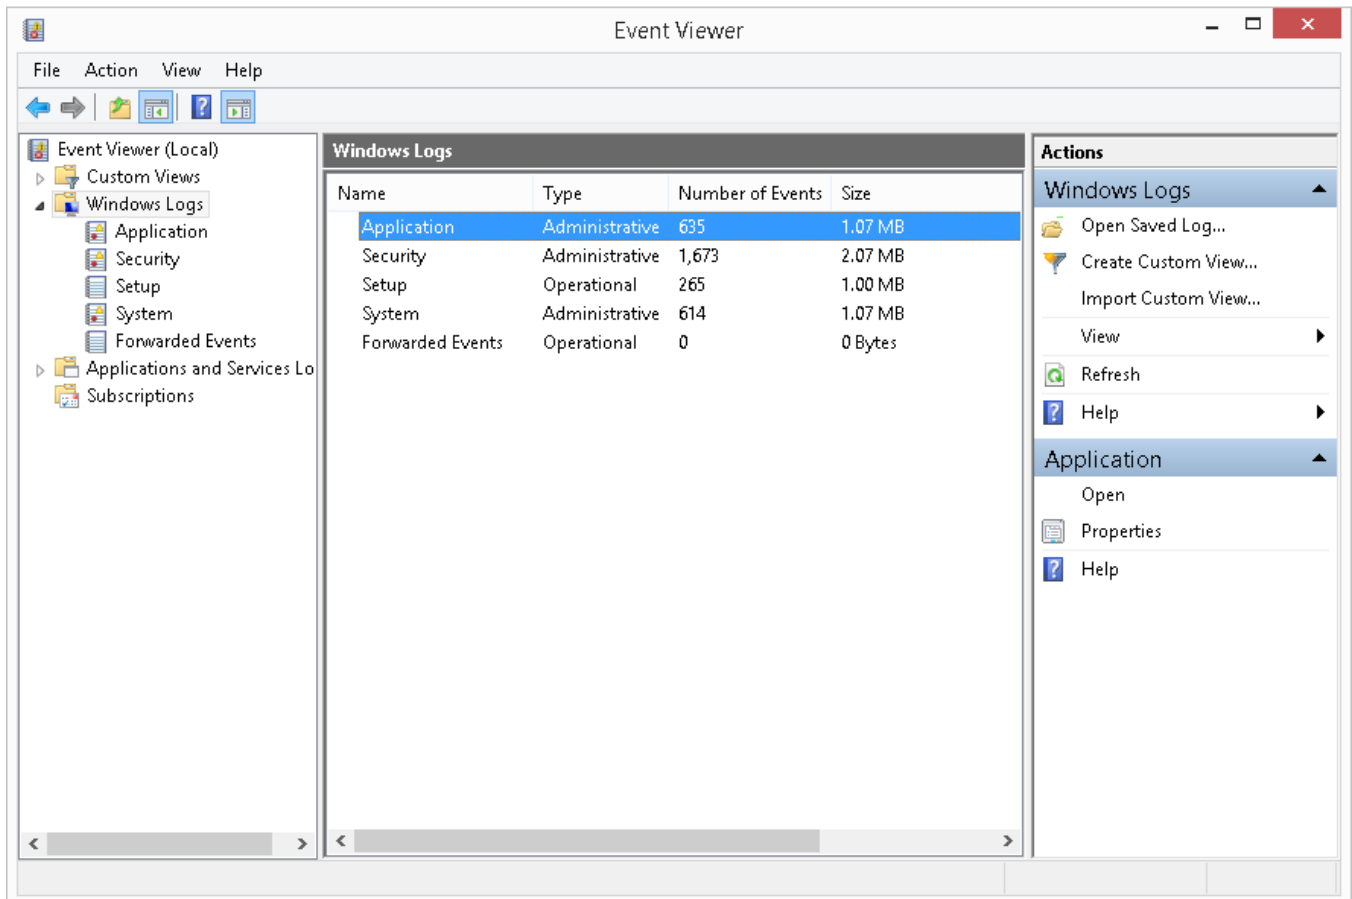 Event Viewer
File Action View Help
Event Viewer (Local)
Custom Views
Windows Logs
Application
Security
Setup
System
Forwarded Events
Applications and Services Lo
Subscriptions
Windows Logs
Name Type Number of Events Size
Application Administrative 635 1.07 MB
Security Administrative 1,673 2.07 MB
Setup Operational 265 1.00 MB
System Administrative 614 1.07 MB
Forwarded Events Operational 0 0 Bytes
Actions
Windows Logs
Open Saved Log...
Create Custom View...
Import Custom View...
View
Refresh
Help
Application
Open
Properties
Help